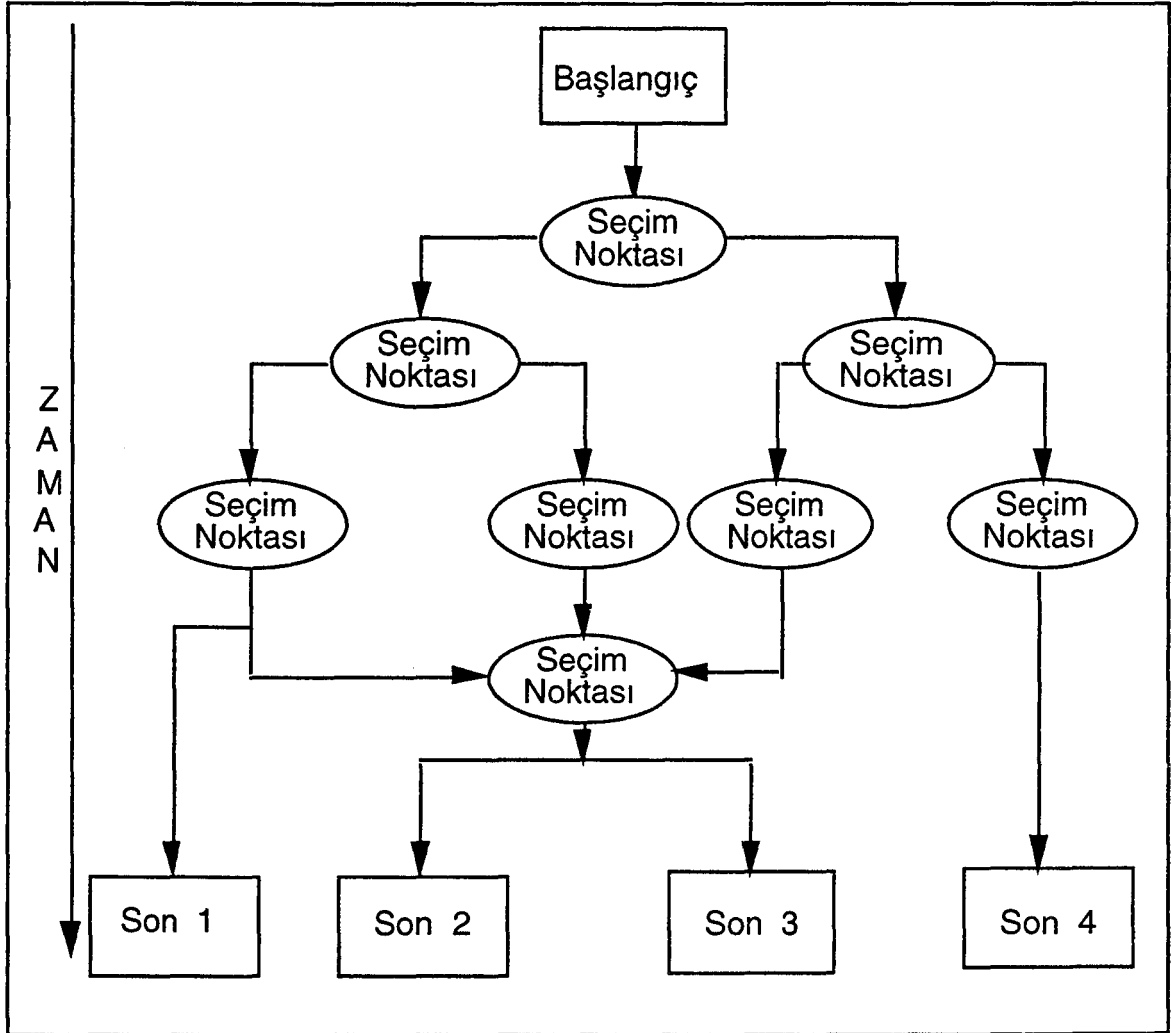 Başlangıç
Seçim
Noktası
Seçim
Noktası
Seçim
Noktası
Z
A
M
A
N
Seçim
Noktası
Seçim
Noktası
Seçim
Noktası
Seçim
Noktası
Seçim
Noktası
Son 1
Son 2
Son 3
Son 4